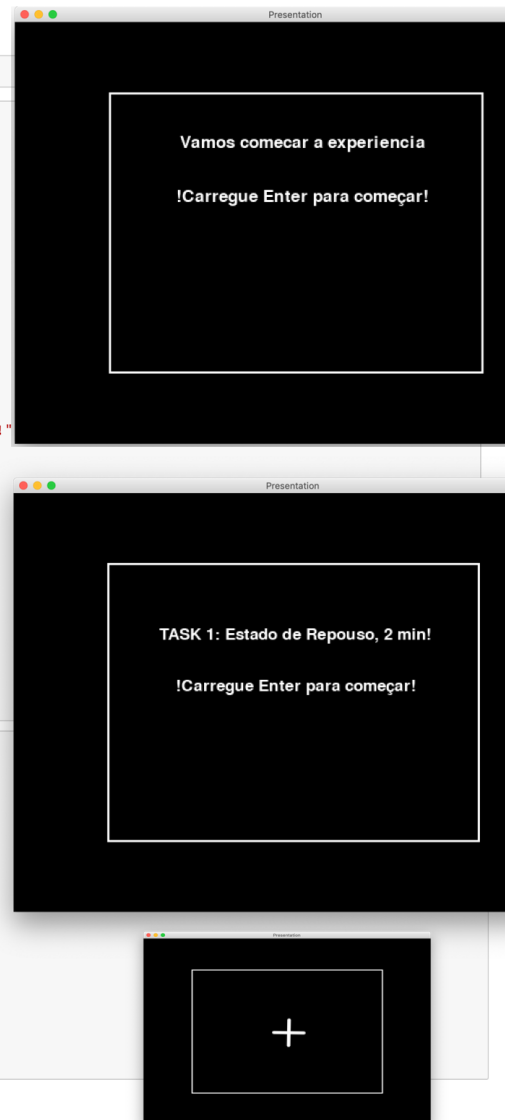 Presentation
Vamos comecar a experiencia
!Carregue Enter para começar!
"
Presentation
TASK 1: Estado de Repouso, 2 min!
!Carregue Enter para começar!
Presentation